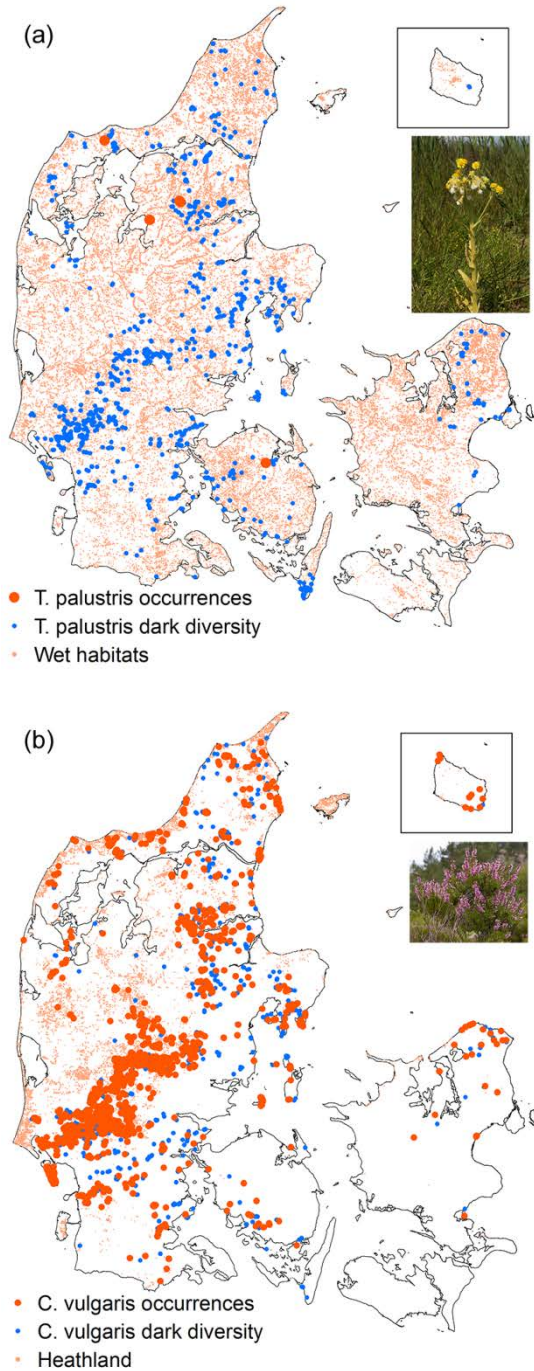 (a)
T. palustris occurrences
T. palustris dark diversity
Wet habitats
(b)
C. vulgaris occurrences
C. vulgaris dark diversity
Heathland